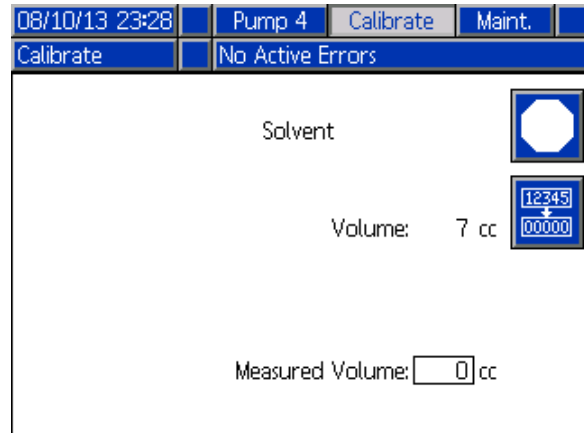 08/10/13 23:28 Pump 4 Calibrate Maint.
Calibrate No Active Errors
Solvent
12345
Volume: 7 cc 00000
Measured Volume: 0 cc